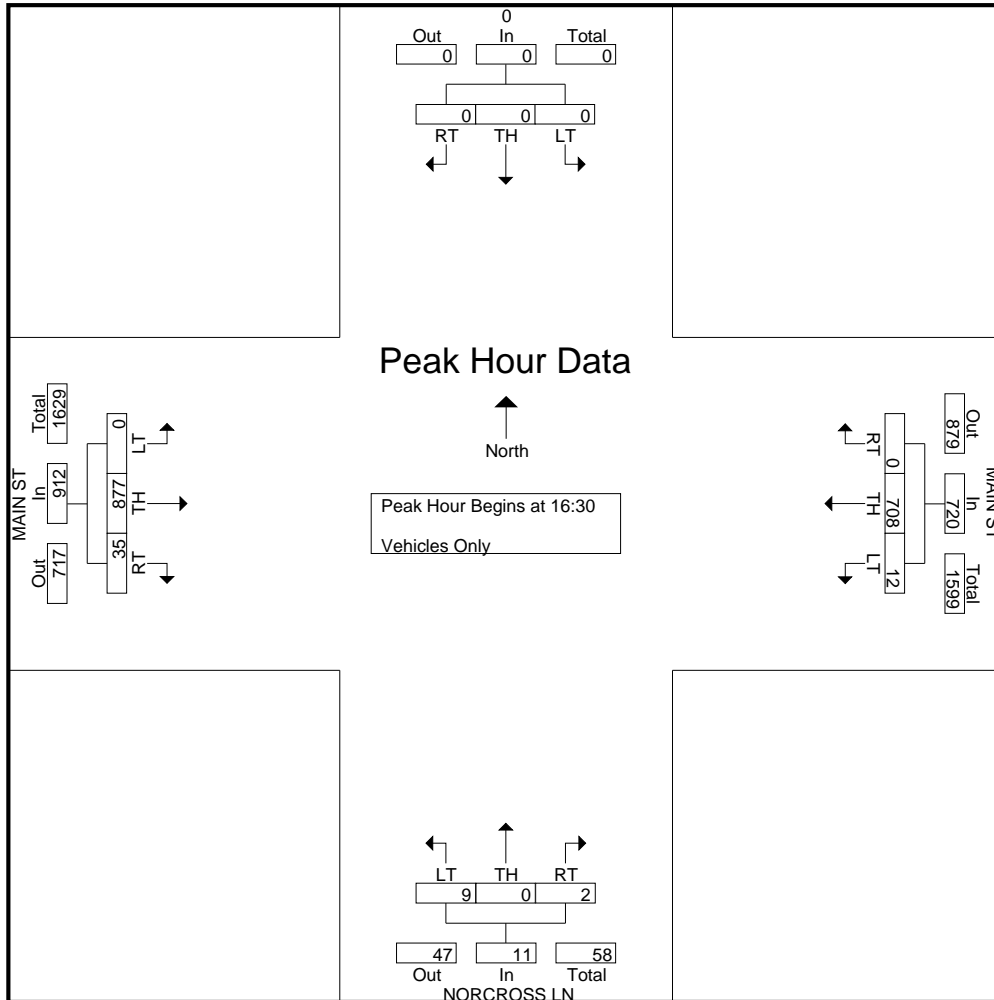 0
Out In Total
0 0 0
0 0 0
RT TH LT
Peak Hour Data
North
Peak Hour Begins at 16:30
Vehicles Only
MAIN ST
Total In Out
1629 912 717
0 877 35
LT TH RT
MAIN ST
Out In Total
879 720 1599
0 708 12
RT TH LT
LT TH RT
9 0 2
47 11 58
Out In Total
NORCROSS LN